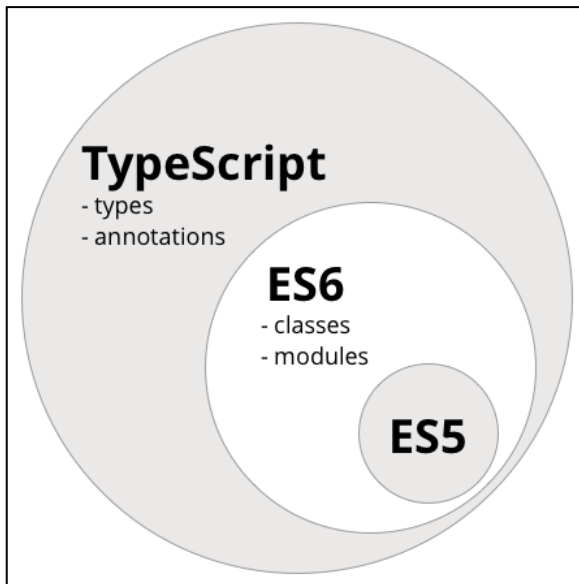 TypeScript
- types
- annotations
ES6
- classes
- modules
ES5